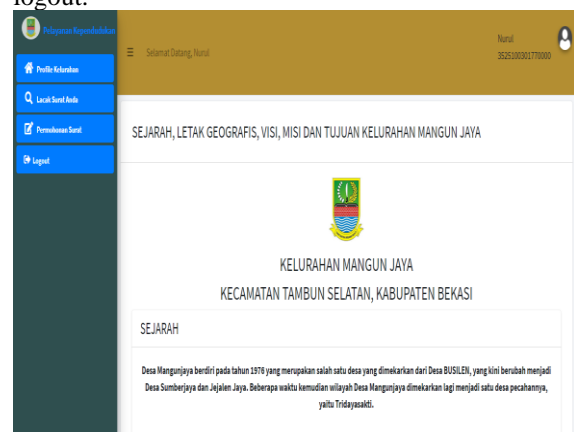 logout.
Pelayanan Kependudukan
☰ Selamat Datang, Nurul
Nurul
3525100301770000
Profile Kelurahan
Lacak Surat Anda
Permohonan Surat
Logout
SEJARAH, LETAK GEOGRAFIS, VISI, MISI DAN TUJUAN KELURAHAN MANGUN JAYA
KELURAHAN MANGUN JAYA
KECAMATAN TAMBUN SELATAN, KABUPATEN BEKASI
SEJARAH
Desa Mangunjaya berdiri pada tahun 1976 yang merupakan salah satu desa yang dimekarkan dari Desa BUSILEN, yang kini berubah menjadi
Desa Sumberjaya dan Jejalen Jaya. Beberapa waktu kemudian wilayah Desa Mangunjaya dimekarkan lagi menjadi satu desa pecahannya,
yaitu Tridayasakti.